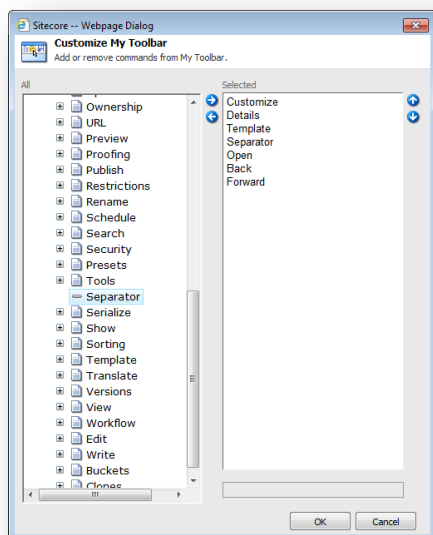 Sitecore -- Webpage Dialog
Customize My Toolbar
Add or remove commands from My Toolbar.
All
Ownership
URL
Preview
Proofing
Publish
Restrictions
Rename
Schedule
Search
Security
Presets
Tools
Separator
Serialize
Show
Sorting
Template
Translate
Versions
View
Workflow
Edit
Write
Buckets
Clones
Selected
Customize
Details
Template
Separator
Open
Back
Forward
OK
Cancel